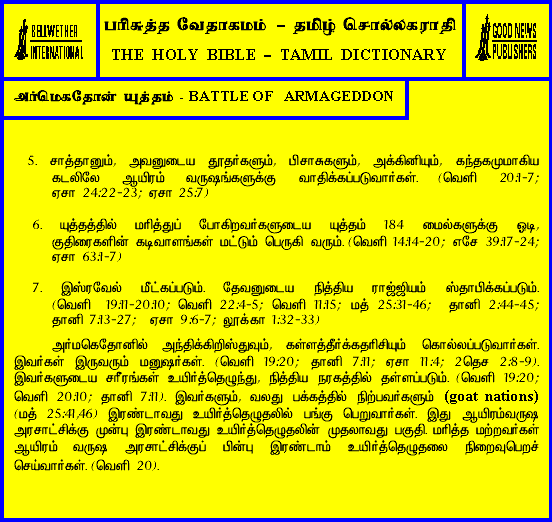 BELLWETHER
INTERNATIONAL
பரிசுத்த வேதாகமம் – தமிழ் சொல்லகராதி
THE HOLY BIBLE – TAMIL DICTIONARY
GOOD NEWS
PUBLISHERS
அர்மெகதோன் யுத்தம் - BATTLE OF ARMAGEDDON
5. சாத்தானும், அவனுடைய தூதர்களும், பிசாசுகளும், அக்கினியும், கந்தகமுமாகிய
கடலிலே ஆயிரம் வருஷங்களுக்கு வாதிக்கப்படுவார்கள். (வெளி 20:1-7;
ஏசா 24:22-23; ஏசா 25:7)
6. யுத்தத்தில் மரித்துப் போகிறவர்களுடைய யுத்தம் 184 மைல்களுக்கு ஓடி,
குதிரைகளின் கடிவாளங்கள் மட்டும் பெருகி வரும். (வெளி 14:14-20; எசே 39:17-24;
ஏசா 63:1-7)
7. இஸ்ரவேல் மீட்கப்படும். தேவனுடைய நித்திய ராஜ்ஜியம் ஸ்தாபிக்கப்படும்.
(வெளி 19:11-20:10; வெளி 22:4-5; வெளி 11:15; மத் 25:31-46; தானி 2:44-45;
தானி 7:13-27; ஏசா 9:6-7; லூக்கா 1:32-33)
அர்மகெதோனில் அந்திக்கிறிஸ்துவும், கள்ளத்தீர்க்கதரிசியும் கொல்லப்படுவார்கள்.
இவர்கள் இருவரும் மனுஷர்கள். (வெளி 19:20; தானி 7:11; ஏசா 11:4; 2தெச 2:8-9).
இவர்களுடைய சரீரங்கள் உயிர்த்தெழுந்து, நித்திய நரகத்தில் தள்ளப்படும். (வெளி 19:20;
வெளி 20:10; தானி 7:11). இவர்களும், வலது பக்கத்தில் நிற்பவர்களும் (goat nations)
(மத் 25:41,46) இரண்டாவது உயிர்த்தெழுதலில் பங்கு பெறுவார்கள். இது ஆயிரம்வருஷ
அரசாட்சிக்கு முன்பு இரண்டாவது உயிர்த்தெழுதலின் முதலாவது பகுதி. மரித்த மற்றவர்கள்
ஆயிரம் வருஷ அரசாட்சிக்குப் பின்பு இரண்டாம் உயிர்த்தெழுதலை நிறைவுபெறச்
செய்வார்கள். (வெளி 20).